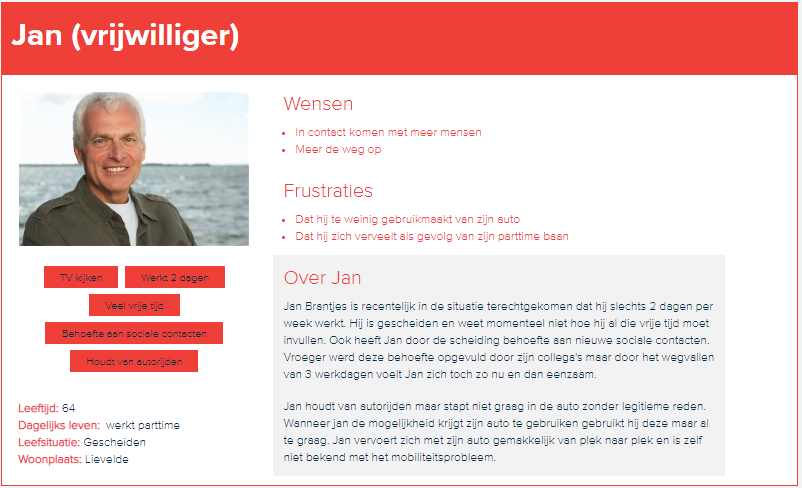 Jan (vrijwilliger)
Wensen
In contact komen met meer mensen
Meer de weg op
Frustraties
Dat hij te weinig gebruikmaakt van zijn auto
Dat hij zich verveelt als gevolg van zijn parttime baan
TV kijken
Werkt 2 dagen
Veel vrije tijd
Behoefte aan sociale contacten
Houdt van autorijden
Leeftijd: 64
Dagelijks leven: werkt parttime
Leefsituatie: Gescheiden
Woonplaats: Lievelde
Over Jan
Jan Brantjes is recentelijk in de situatie terechtgekomen dat hij slechts 2 dagen per
week werkt. Hij is gescheiden en weet momenteel niet hoe hij al die vrije tijd moet
invullen. Ook heeft Jan door de scheiding behoefte aan nieuwe sociale contacten.
Vroeger werd deze behoefte opgevuld door zijn collega's maar door het wegvallen
van 3 werkdagen voelt Jan zich toch zo nu en dan eenzaam.
Jan houdt van autorijden maar stapt niet graag in de auto zonder legitieme reden.
Wanneer jan de mogelijkheid krijgt zijn auto te gebruiken gebruikt hij deze maar al
te graag. Jan vervoert zich met zijn auto gemakkelijk van plek naar plek en is zelf
niet bekend met het mobiliteitsprobleem.